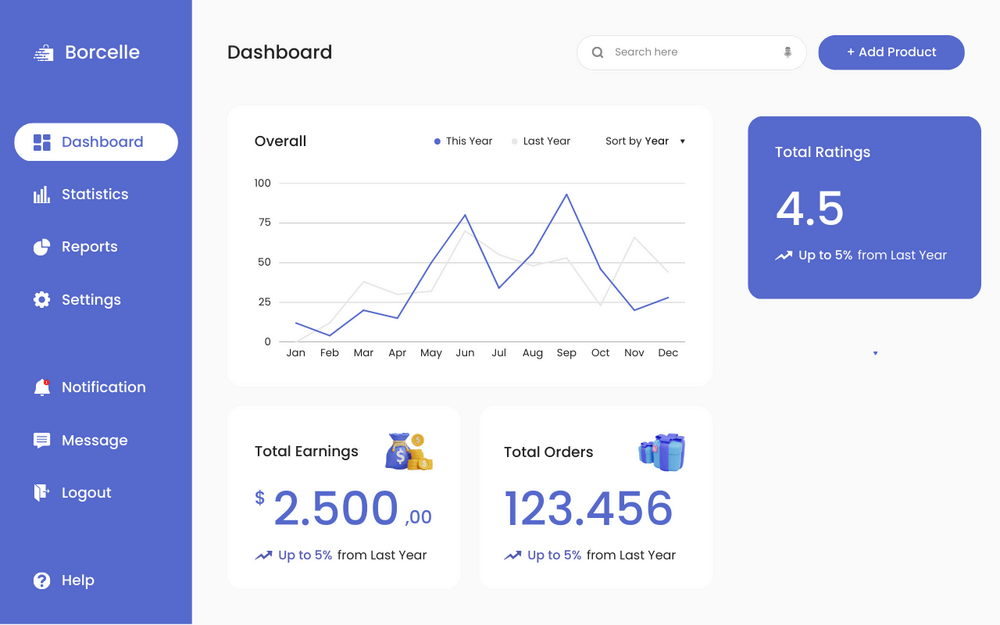 Borcelle
Dashboard
Statistics
Reports
Settings
Notification
Message
Logout
Help
Dashboard
Search here
+ Add Product
Overall
This Year
Last Year
Sort by Year
100
75
50
25
0
Jan Feb Mar Apr May Jun Jul Aug Sep Oct Nov Dec
Total Ratings
4.5
Up to 5% from Last Year
Total Earnings
$ 2.500,00
Up to 5% from Last Year
Total Orders
123.456
Up to 5% from Last Year